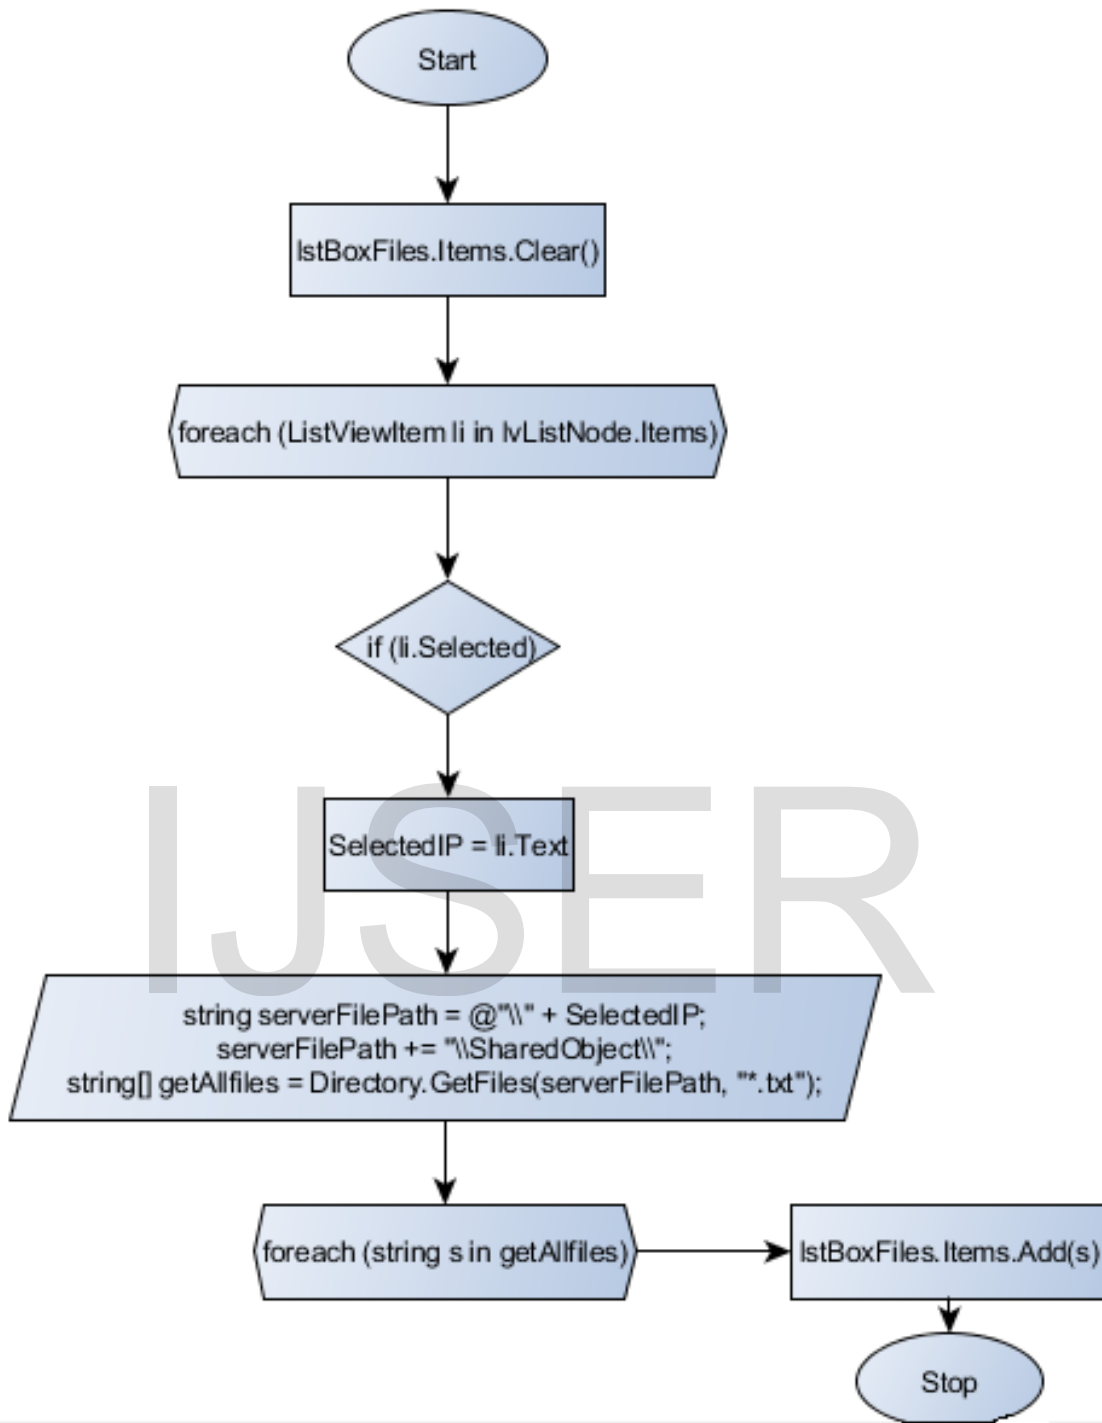 Start
lstBoxFiles.Items.Clear()
foreach (ListViewItem li in lvListNode.Items)
if (li.Selected)
SelectedIP = li.Text
IJSER
string serverFilePath = @"\\" + SelectedIP;
serverFilePath += "\\SharedObject\\";
string[] getAllfiles = Directory.GetFiles(serverFilePath, "*.txt");
foreach (string s in getAllfiles)
lstBoxFiles.Items.Add(s)
Stop